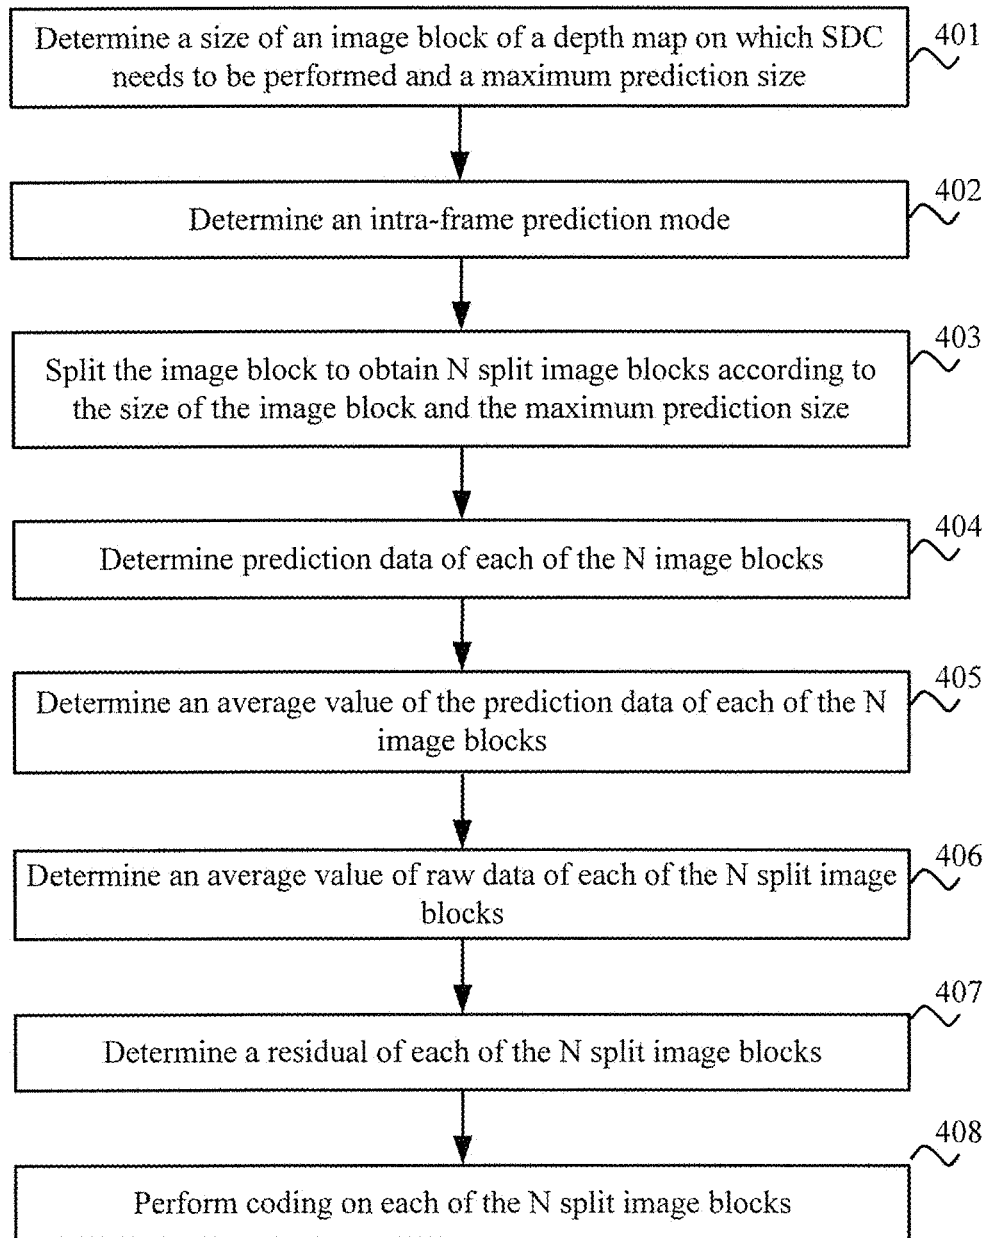 Determine a size of an image block of a depth map on which SDC
needs to be performed and a maximum prediction size
401
Determine an intra-frame prediction mode
402
Split the image block to obtain N split image blocks according to
the size of the image block and the maximum prediction size
403
Determine prediction data of each of the N image blocks
404
Determine an average value of the prediction data of each of the N
image blocks
405
Determine an average value of raw data of each of the N split image
blocks
406
Determine a residual of each of the N split image blocks
407
Perform coding on each of the N split image blocks
408